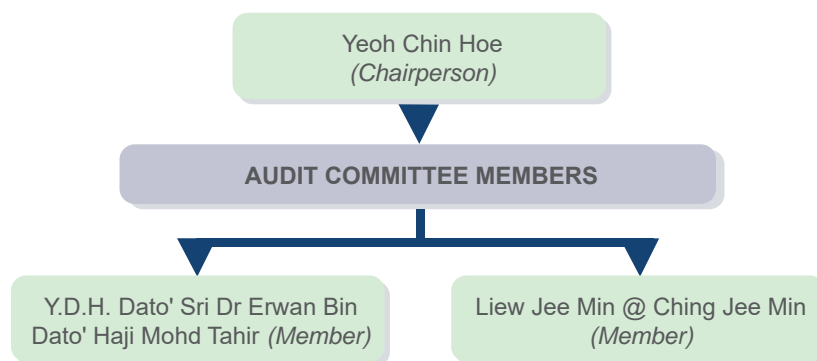 Yeoh Chin Hoe
(Chairperson)
AUDIT COMMITTEE MEMBERS
Y.D.H. Dato' Sri Dr Erwan Bin
Dato' Haji Mohd Tahir (Member)
Liew Jee Min @ Ching Jee Min
(Member)